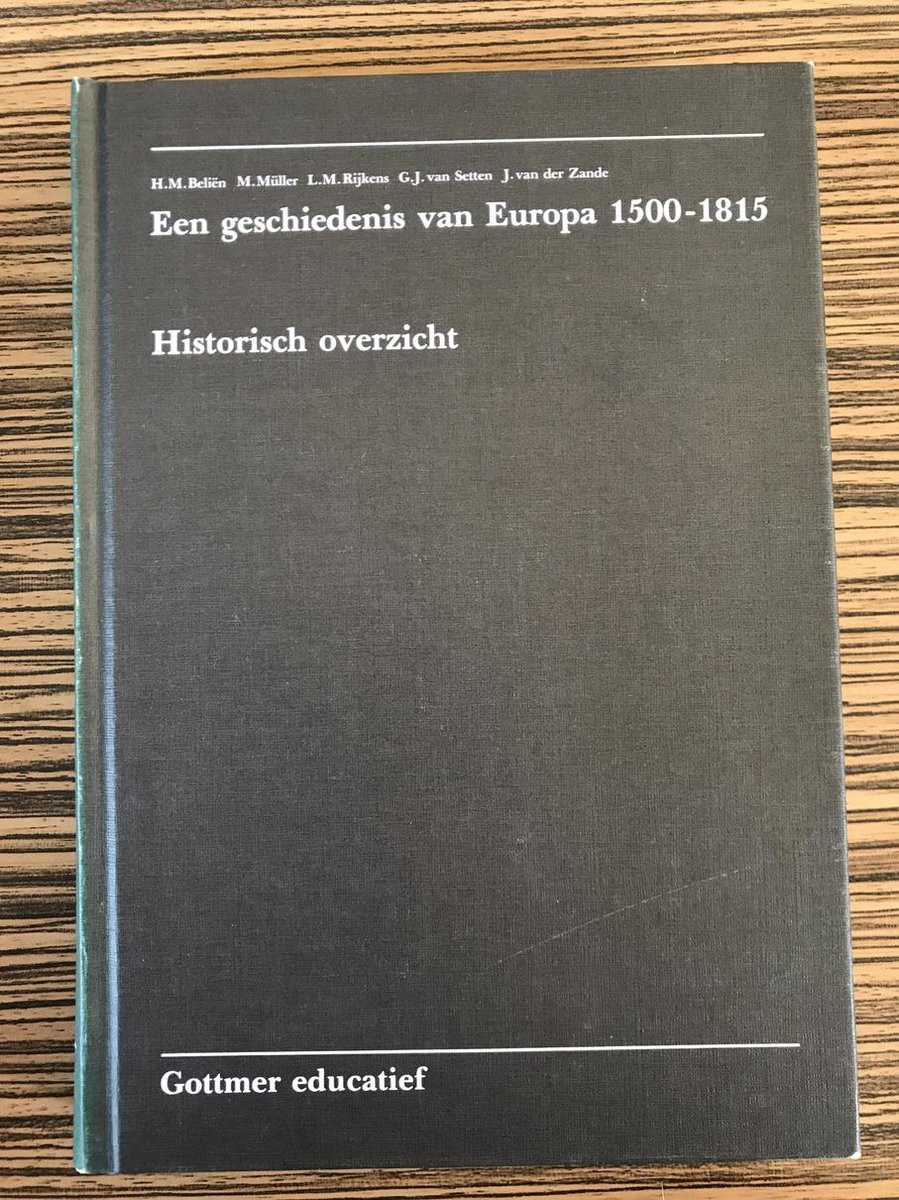 H.M.Beliën M.Müller L.M.Rijkens G.J.van Setten J.van der Zande
Een geschiedenis van Europa 1500-1815
Historisch overzicht
Gottmer educatief